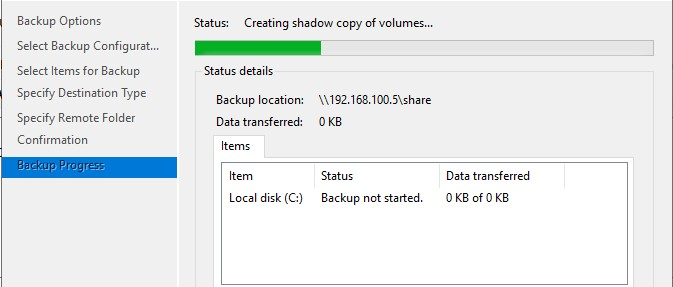 Backup Options
Select Backup Configurat...
Select Items for Backup
Specify Destination Type
Specify Remote Folder
Confirmation
Backup Progress
Status: Creating shadow copy of volumes...
Status details
Backup location: \\192.168.100.5\share
Data transferred: 0 KB
Items
Item Status Data transferred
Local disk (C:) Backup not started. 0 KB of 0 KB